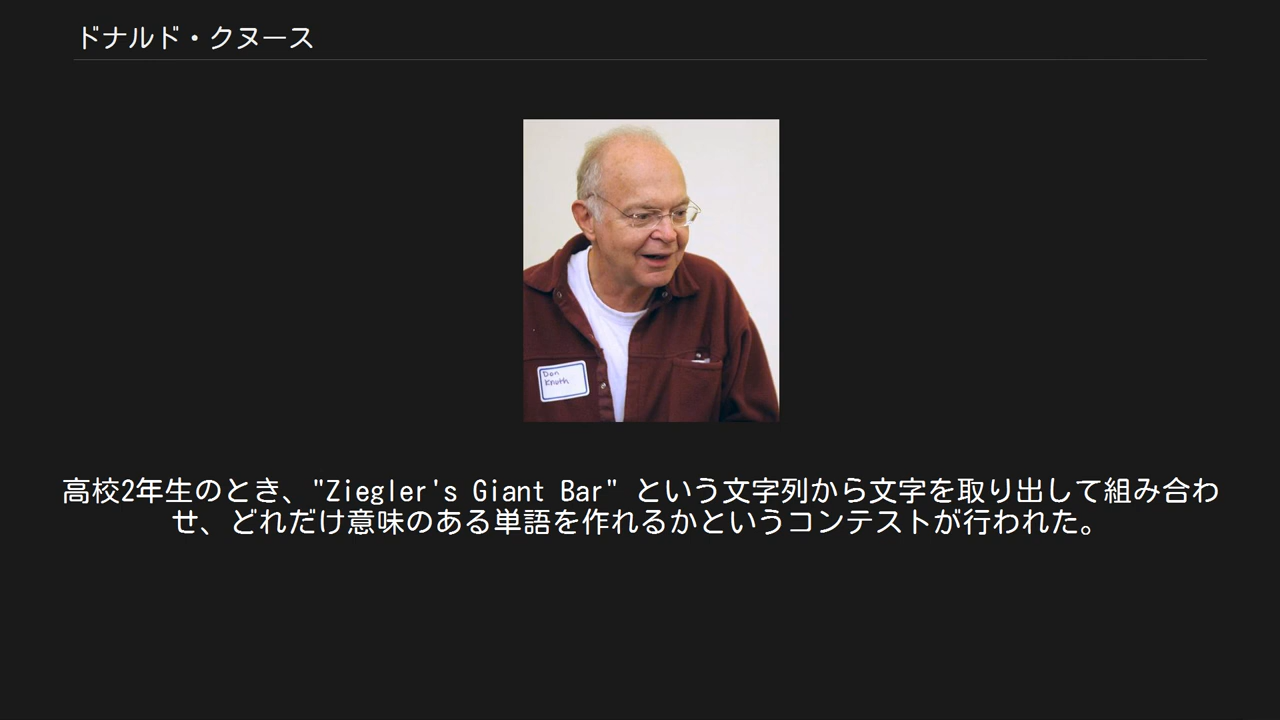 ドナルド・クヌース
Don
Knuth
高校2年生のとき、"Ziegler's Giant Bar" という文字列から文字を取り出して組み合わ
せ、どれだけ意味のある単語を作れるかというコンテストが行われた。